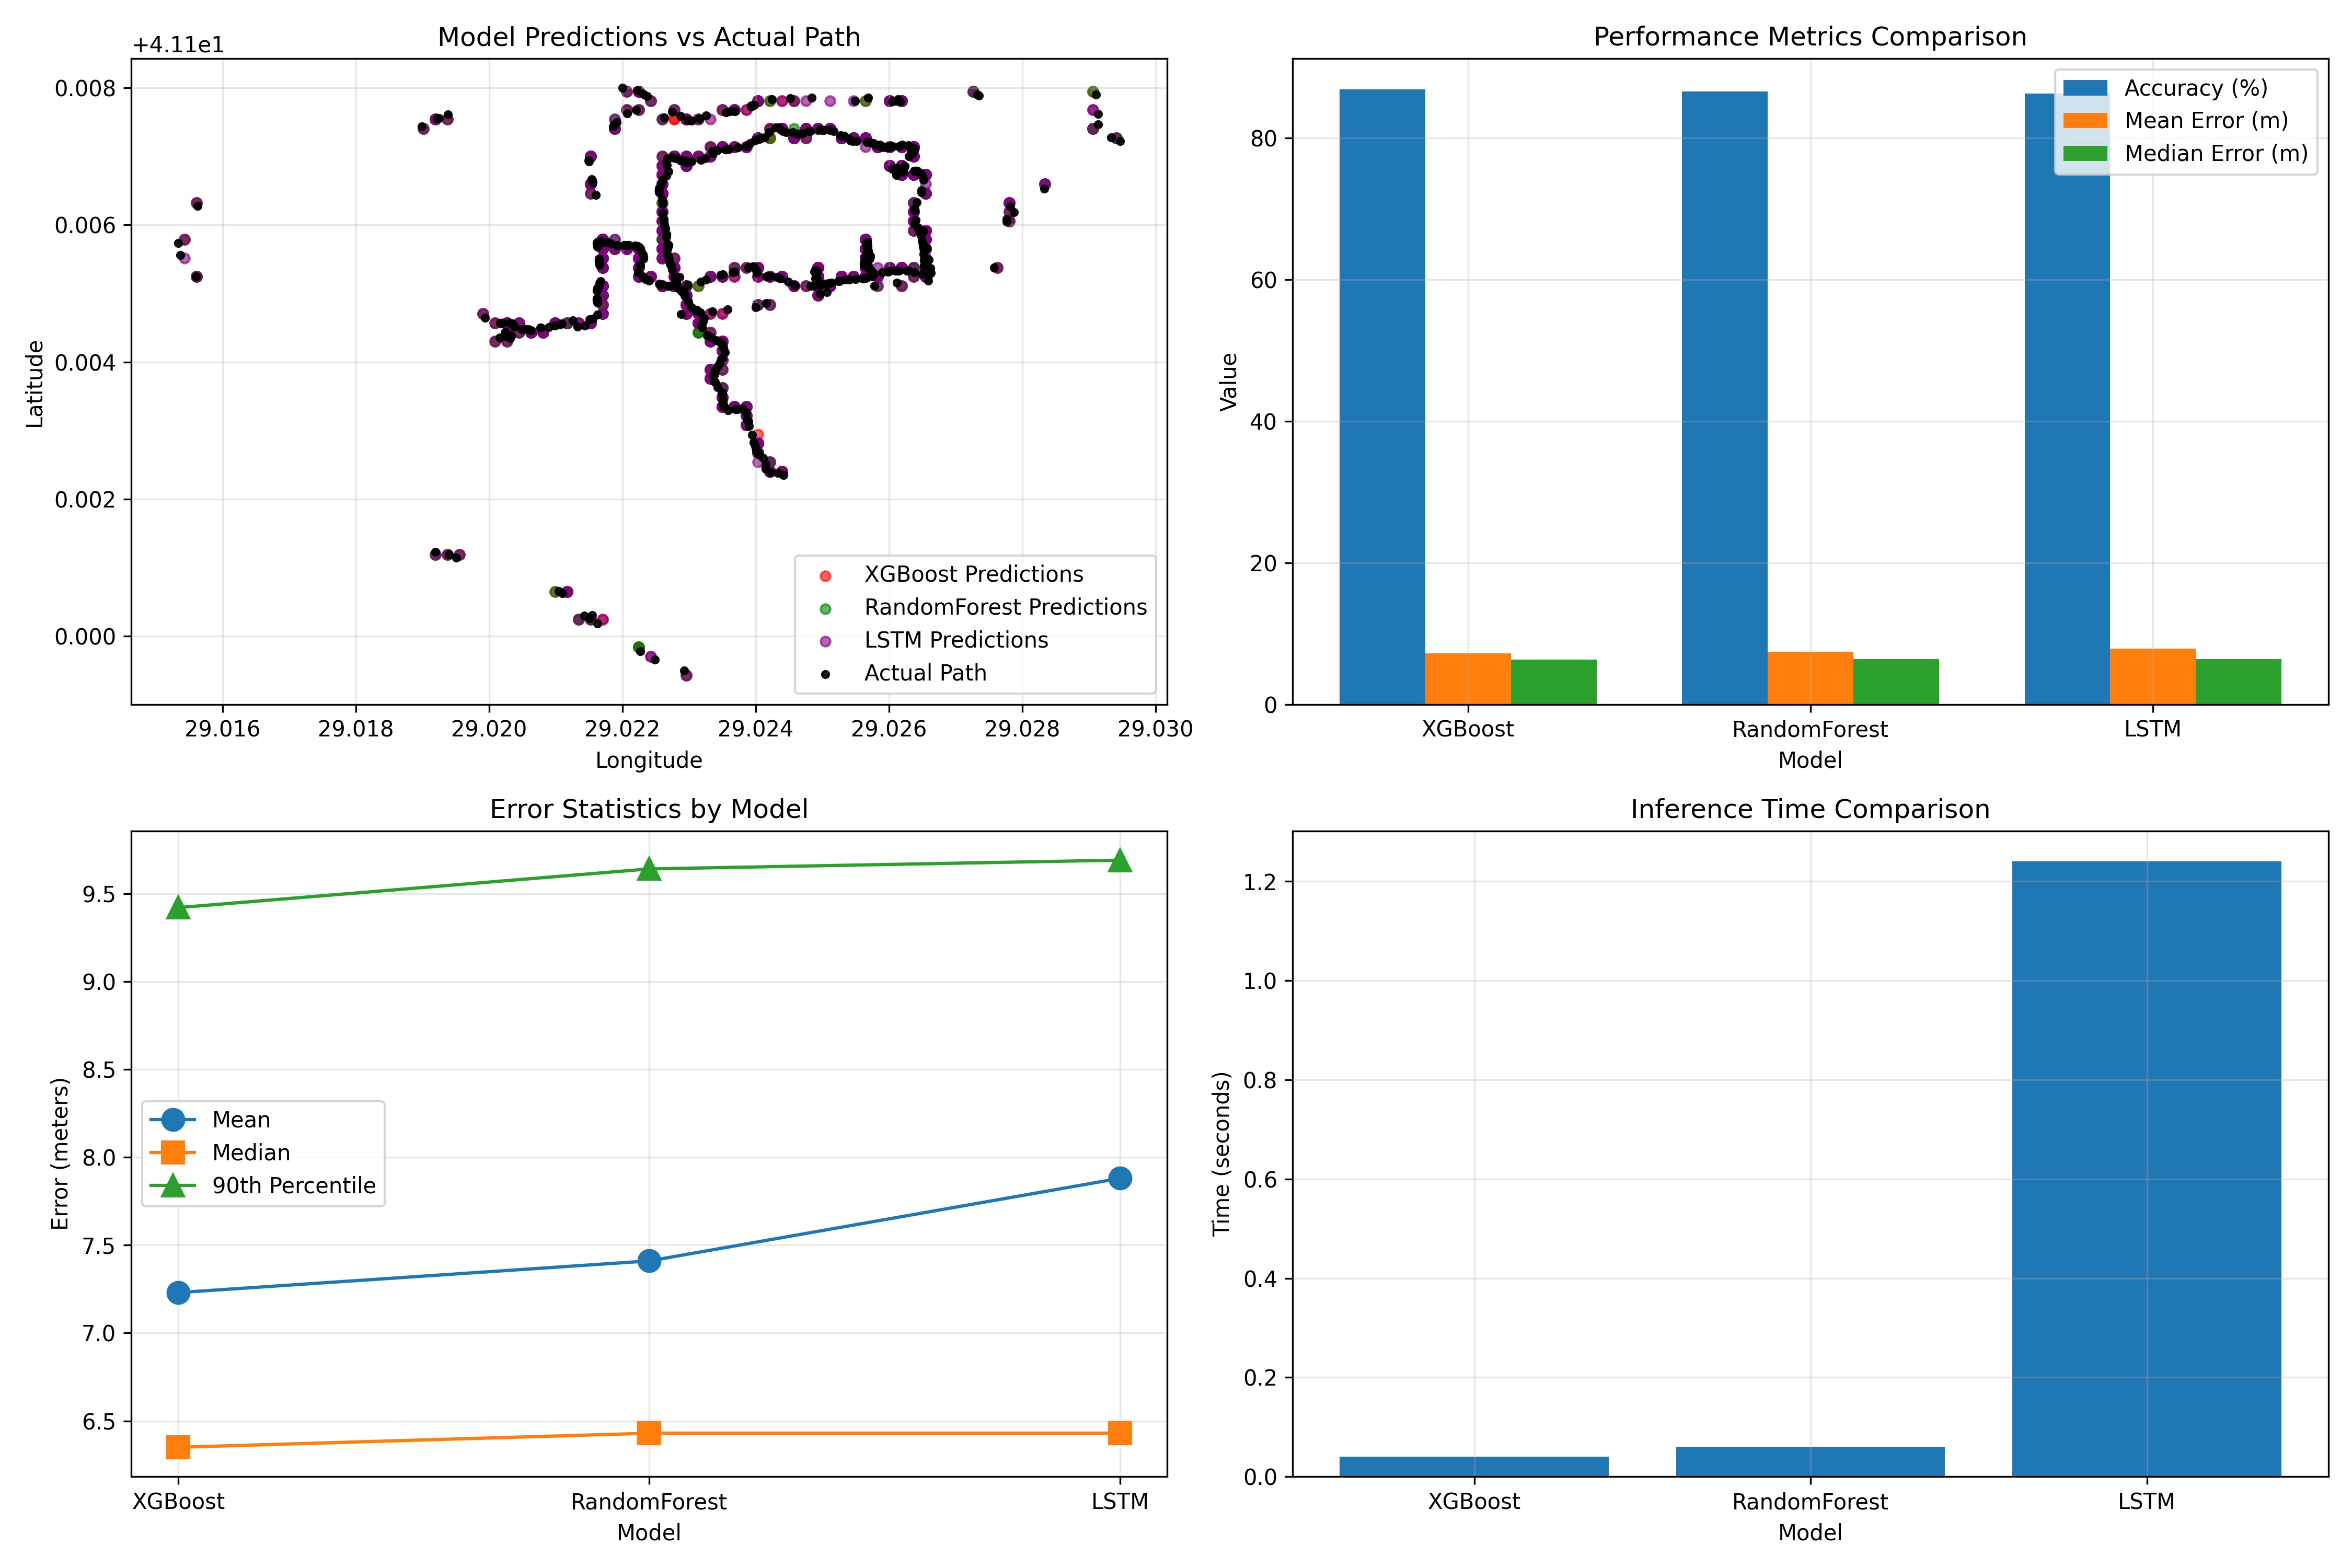 Model Predictions vs Actual Path
+4.11e1
0.008
0.006
0.004
0.002
0.000
Latitude
29.016 29.018 29.020 29.022 29.024 29.026 29.028 29.030
Longitude
XGBoost Predictions
RandomForest Predictions
LSTM Predictions
Actual Path
Performance Metrics Comparison
80
60
40
20
0
Value
Accuracy (%)
Mean Error (m)
Median Error (m)
XGBoost RandomForest LSTM
Model
Error Statistics by Model
9.5
9.0
8.5
8.0
7.5
7.0
6.5
Error (meters)
Mean
Median
90th Percentile
XGBoost RandomForest LSTM
Model
Inference Time Comparison
1.2
1.0
0.8
0.6
0.4
0.2
0.0
Time (seconds)
XGBoost RandomForest LSTM
Model